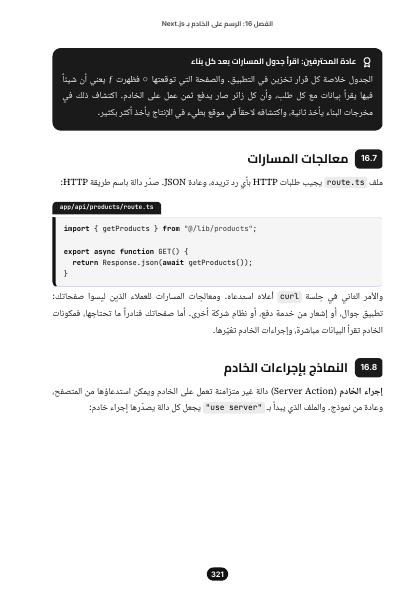 الفصل 16: الرسم على الخادم بـ Next.js
عادة المحترفين: اقرأ جدول المسارات بعد كل بناء
الجدول خلاصة كل قرار تخزين في التطبيق. والصفحة التي توقعتها ○ فظهرت ƒ يعني أن شيئاً
فيها يقرأ بيانات مع كل طلب، وأن كل زائر صار يدفع ثمن عمل على الخادم. اكتشاف ذلك في
مخرجات البناء يأخذ ثانية، واكتشافه لاحقاً في موقع بطيء في الإنتاج يأخذ أكثر بكثير.
16.7 معالجات المسارات
ملف route.ts يجيب طلبات HTTP بأي رد تريده، وعادة JSON. صدّر دالة باسم طريقة HTTP:
app/api/products/route.ts
import { getProducts } from "@/lib/products";
export async function GET() {
return Response.json(await getProducts());
}
والأمر الثاني في جلسة curl أعلاه استدعاه. ومعالجات المسارات للعملاء الذين ليسوا صفحاتك:
تطبيق جوال، أو إشعار من خدمة دفع، أو نظام شركة أخرى. أما صفحاتك فنادراً ما تحتاجها، فمكونات
الخادم تقرأ البيانات مباشرة، وإجراءات الخادم تغيّرها.
16.8 النماذج بإجراءات الخادم
إجراء الخادم (Server Action) دالة غير متزامنة تعمل على الخادم ويمكن استدعاؤها من المتصفح،
وعادة من نموذج. والملف الذي يبدأ بـ "use server" يجعل كل دالة يصدّرها إجراء خادم:
321